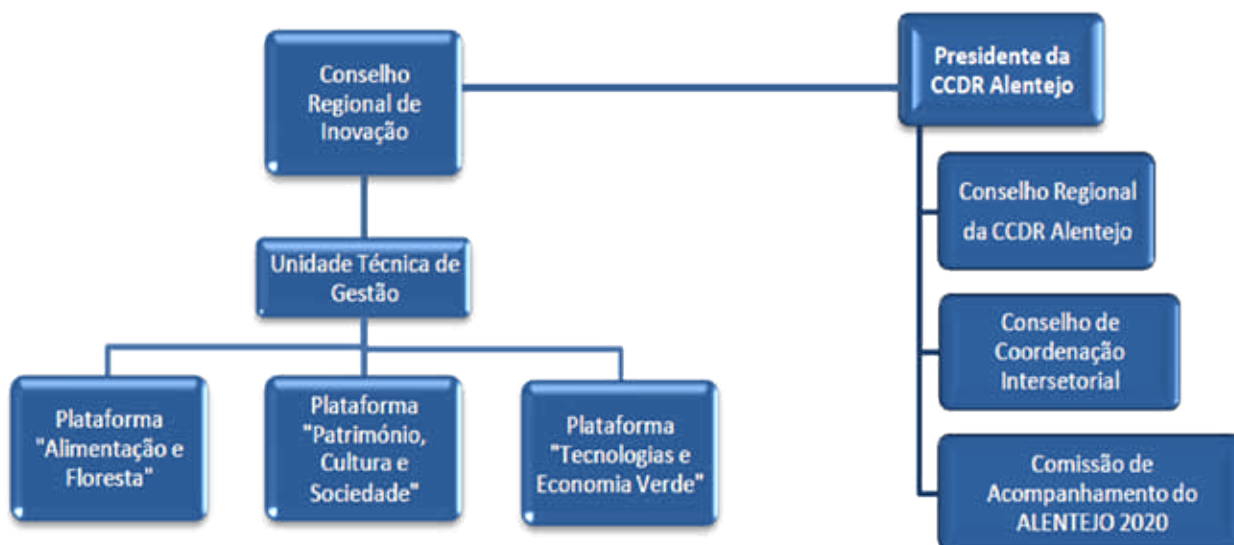 Conselho
Regional de
Inovação
Presidente da
CCDR Alentejo
Conselho Regional
da CCDR Alentejo
Unidade Técnica de
Gestão
Conselho de
Coordenação
Intersetorial
Plataforma
"Alimentação e
Floresta"
Plataforma
"Património,
Cultura e
Sociedade"
Plataforma
"Tecnologias e
Economia Verde"
Comissão de
Acompanhamento do
ALENTEJO 2020